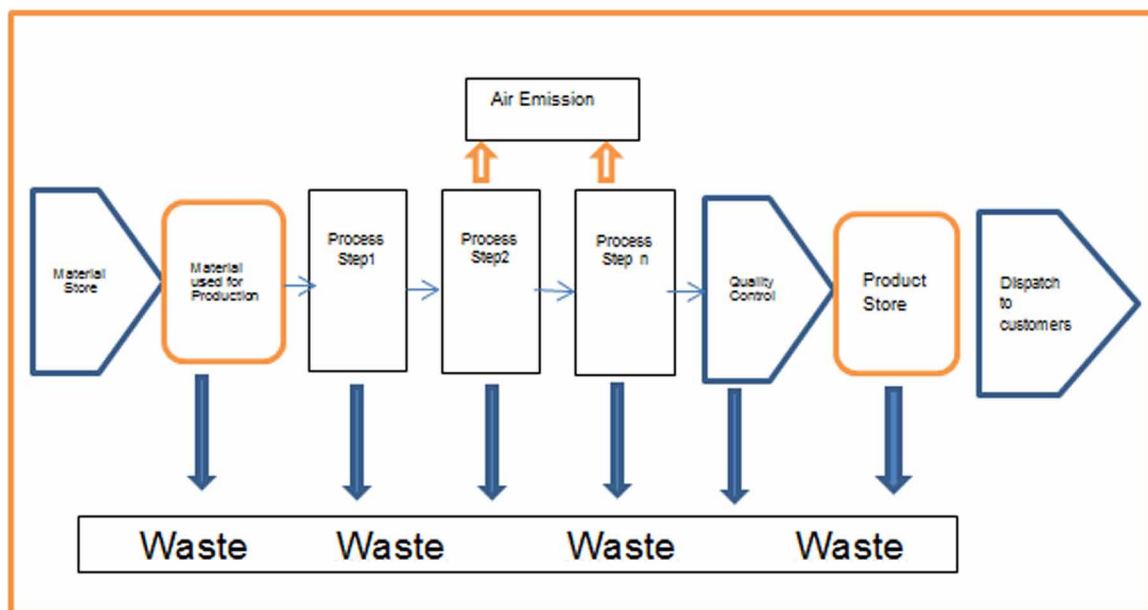 Air Emission
Material
Store
Material
used for
Production
Process
Step1
Process
Step2
Process
Step n
Quality
Control
Product
Store
Dispatch
to
customers
Waste Waste Waste Waste